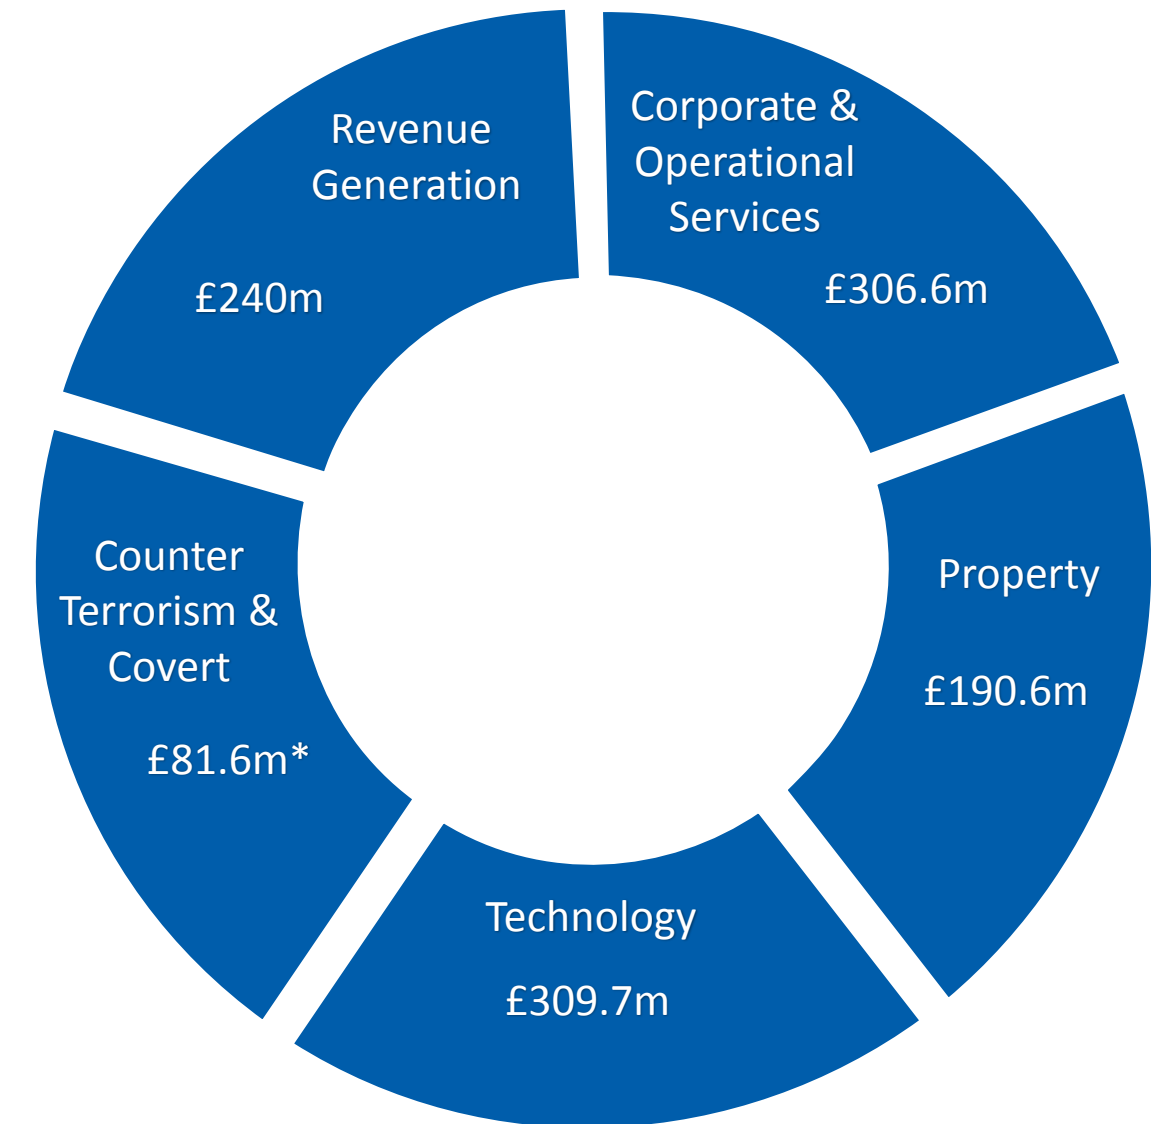 Corporate &
Operational
Services
£306.6m
Property
£190.6m
Technology
£309.7m
Counter
Terrorism &
Covert
£81.6m*
Revenue
Generation
£240m